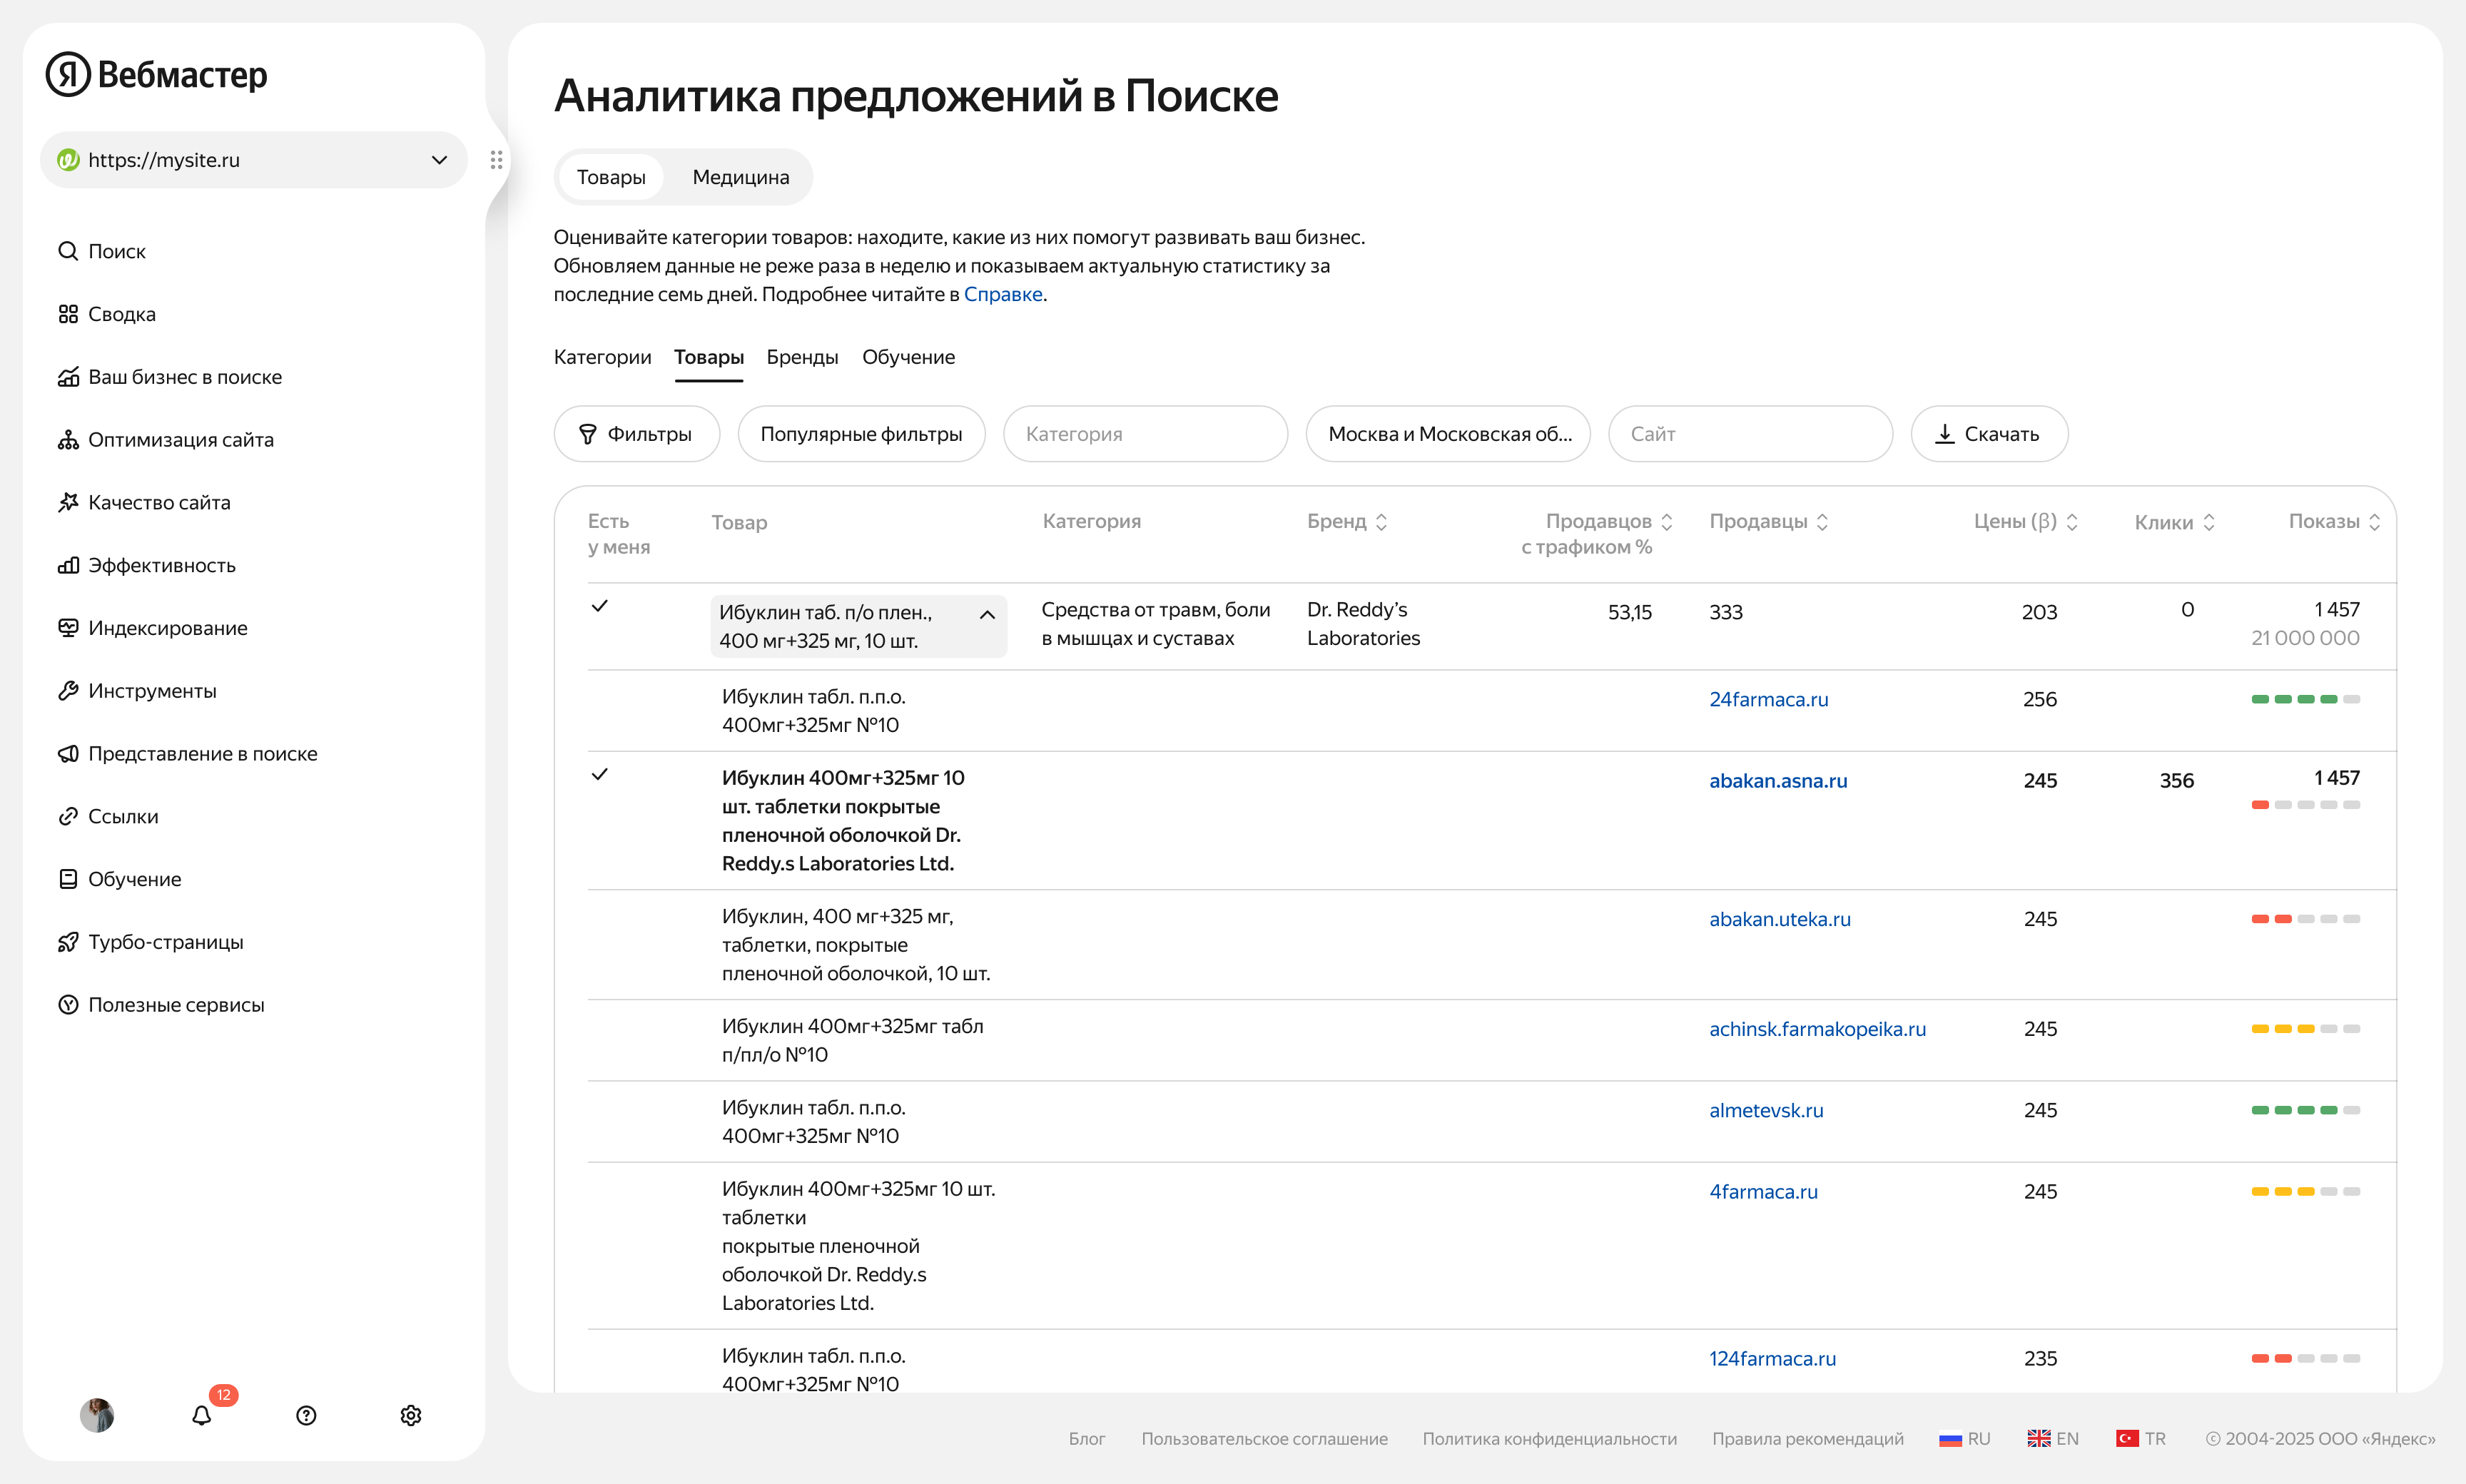 Я Вебмастер
https://mysite.ru
Поиск
Сводка
Ваш бизнес в поиске
Оптимизация сайта
Качество сайта
Эффективность
Индексирование
Инструменты
Представление в поиске
Ссылки
Обучение
Турбо-страницы
Полезные сервисы
12
Аналитика предложений в Поиске
Товары Медицина
Оценивайте категории товаров: находите, какие из них помогут развивать ваш бизнес.
Обновляем данные не реже раза в неделю и показываем актуальную статистику за
последние семь дней. Подробнее читайте в Справке.
Категории Товары Бренды Обучение
Фильтры Популярные фильтры Категория Москва и Московская об... Сайт Скачать
Есть Товар Категория Бренд Продавцов Продавцы Цены (β) Клики Показы
у меня с трафиком %
Ибуклин таб. п/о плен., Средства от травм, боли Dr. Reddy’s 53,15 333 203 0 1 457
400 мг+325 мг, 10 шт. в мышцах и суставах Laboratories 21 000 000
Ибуклин табл. п.п.о. 24farmaca.ru 256
400мг+325мг №10
Ибуклин 400мг+325мг 10 abakan.asna.ru 245 356 1 457
шт. таблетки покрытые
пленочной оболочкой Dr.
Reddy.s Laboratories Ltd.
Ибуклин, 400 мг+325 мг, abakan.uteka.ru 245
таблетки, покрытые
пленочной оболочкой, 10 шт.
Ибуклин 400мг+325мг табл achinsk.farmakopeika.ru 245
п/пл/о №10
Ибуклин табл. п.п.о. almetevsk.ru 245
400мг+325мг №10
Ибуклин 400мг+325мг 10 шт. 4farmaca.ru 245
таблетки
покрытые пленочной
оболочкой Dr. Reddy.s
Laboratories Ltd.
Ибуклин табл. п.п.о. 124farmaca.ru 235
400мг+325мг №10
Блог Пользовательское соглашение Политика конфиденциальности Правила рекомендаций RU EN TR © 2004-2025 ООО «Яндекс»